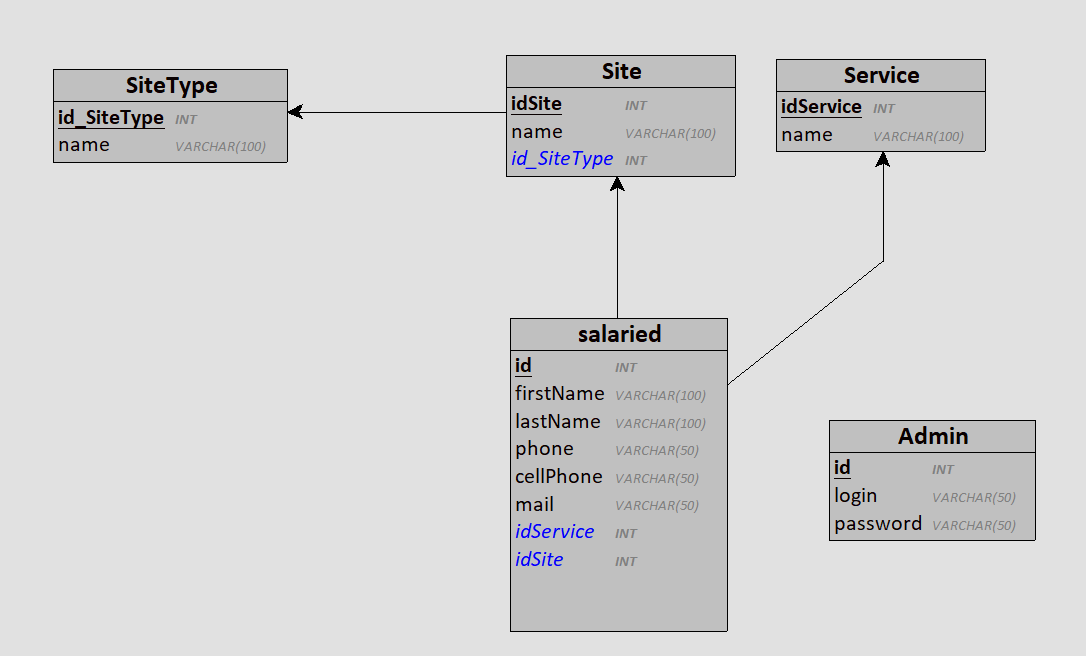 SiteType
id_SiteType INT
name VARCHAR(100)
Site
idSite INT
name VARCHAR(100)
id_SiteType INT
Service
idService INT
name VARCHAR(100)
salaried
id INT
firstName VARCHAR(100)
lastName VARCHAR(100)
phone VARCHAR(50)
cellPhone VARCHAR(50)
mail VARCHAR(50)
idService INT
idSite INT
Admin
id INT
login VARCHAR(50)
password VARCHAR(50)